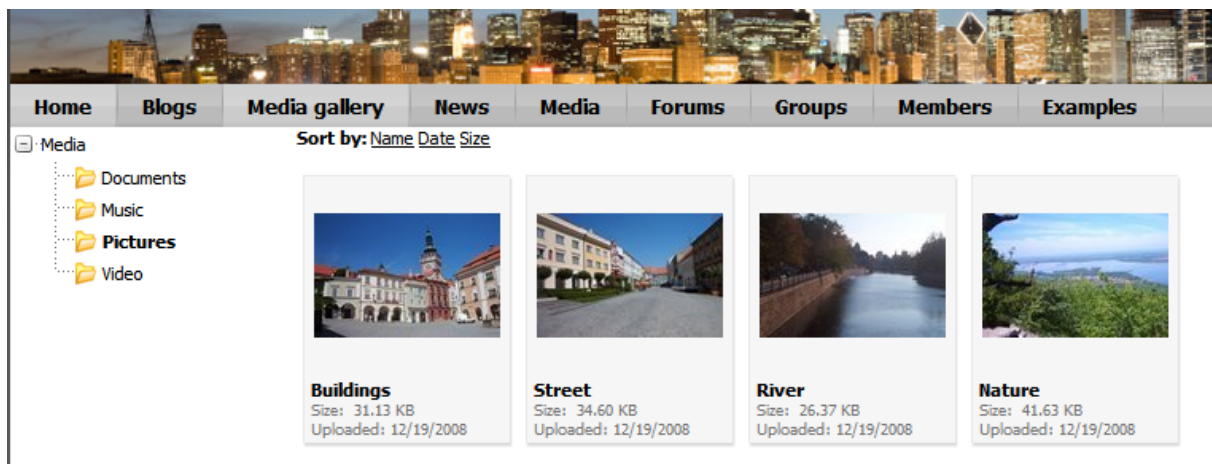 Home Blogs Media gallery News Media Forums Groups Members Examples
Media
Documents
Music
Pictures
Video
Sort by: Name Date Size
Buildings
Size: 31.13 KB
Uploaded: 12/19/2008
Street
Size: 34.60 KB
Uploaded: 12/19/2008
River
Size: 26.37 KB
Uploaded: 12/19/2008
Nature
Size: 41.63 KB
Uploaded: 12/19/2008